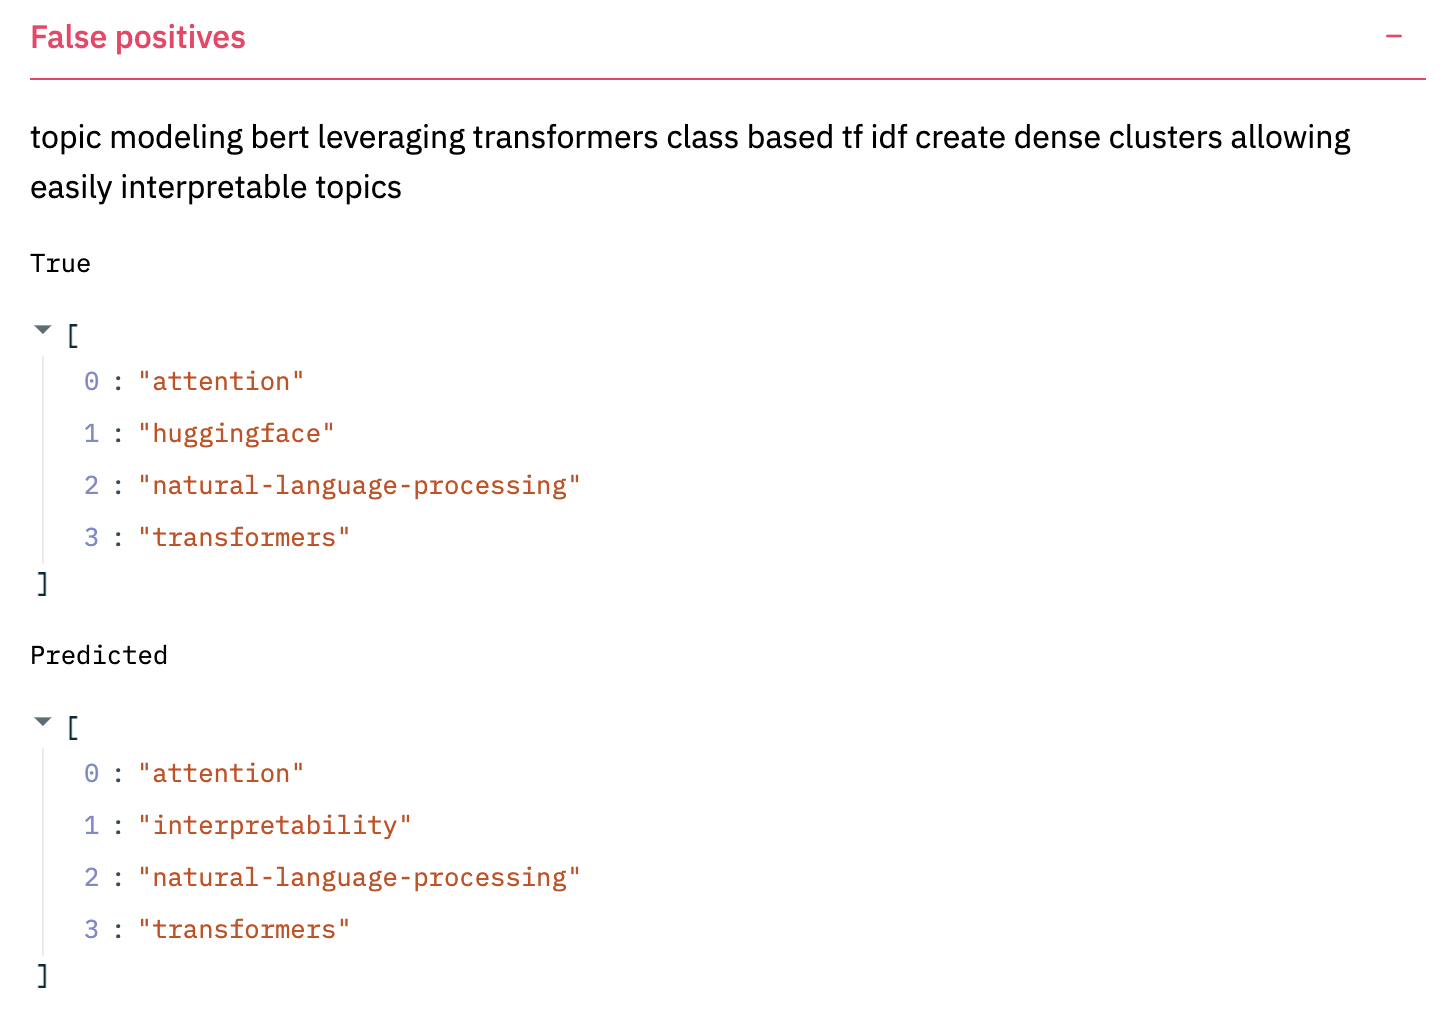 False positives
topic modeling bert leveraging transformers class based tf idf create dense clusters allowing
easily interpretable topics
True
[
0 : "attention"
1 : "huggingface"
2 : "natural-language-processing"
3 : "transformers"
]
Predicted
[
0 : "attention"
1 : "interpretability"
2 : "natural-language-processing"
3 : "transformers"
]